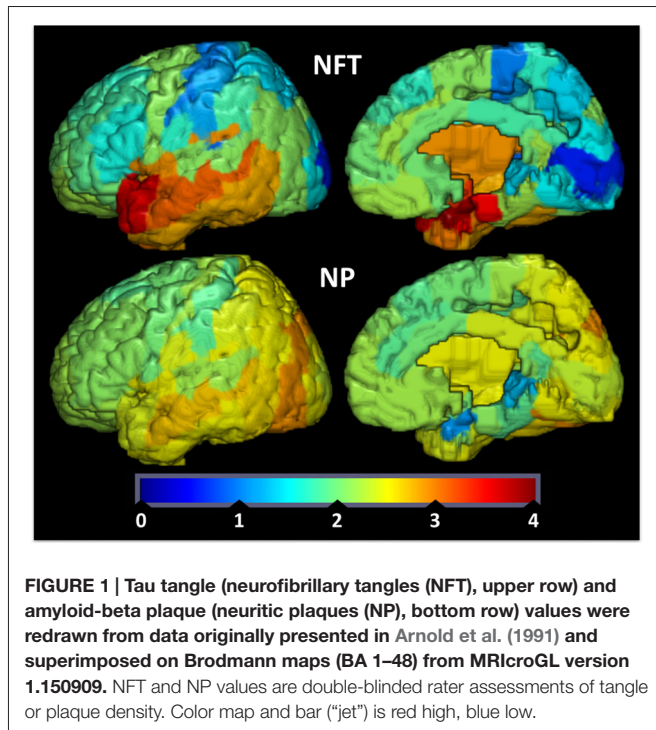 NFT
NP
0 1 2 3 4
FIGURE 1 | Tau tangle (neurofibrillary tangles (NFT), upper row) and
amyloid-beta plaque (neuritic plaques (NP), bottom row) values were
redrawn from data originally presented in Arnold et al. (1991) and
superimposed on Brodmann maps (BA 1–48) from MRIcroGL version
1.150909. NFT and NP values are double-blinded rater assessments of tangle
or plaque density. Color map and bar (“jet”) is red high, blue low.